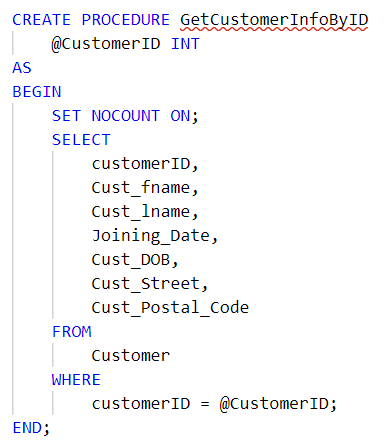 CREATE PROCEDURE GetCustomerInfoByID
@CustomerID INT
AS
BEGIN
SET NOCOUNT ON;
SELECT
customerID,
Cust_fname,
Cust_lname,
Joining_Date,
Cust_DOB,
Cust_Street,
Cust_Postal_Code
FROM
Customer
WHERE
customerID = @CustomerID;
END;